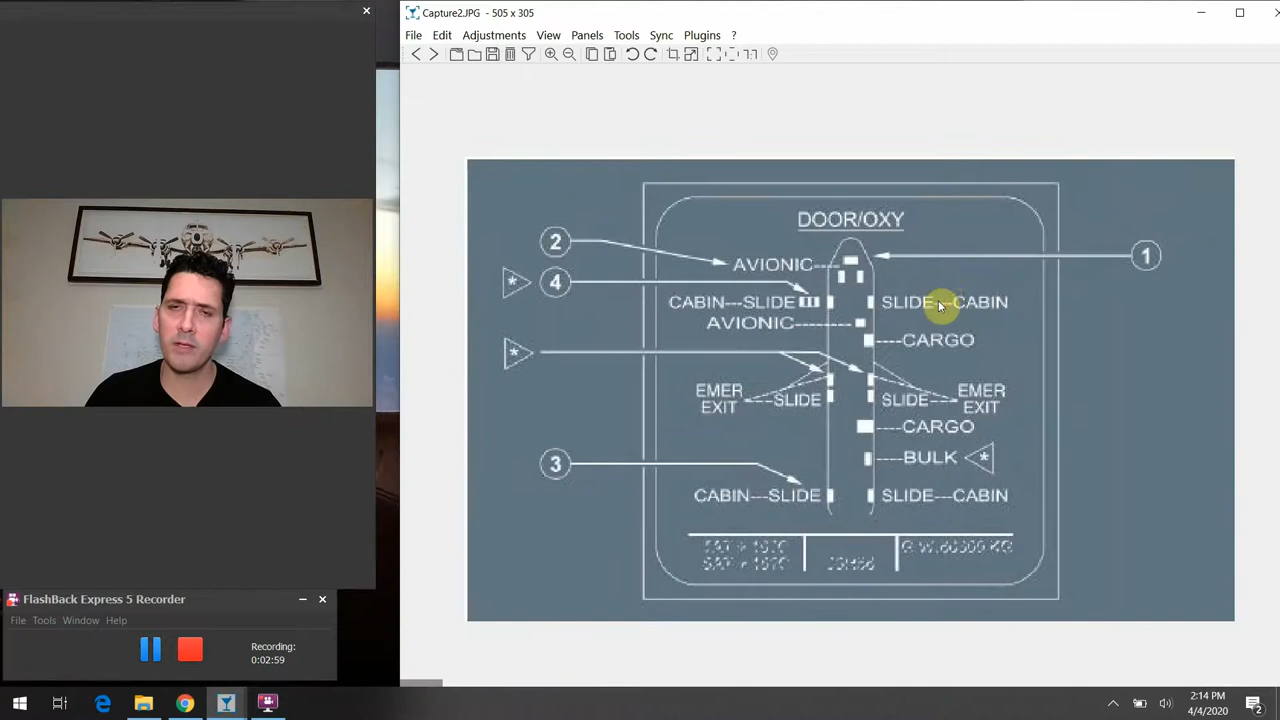 Capture2.JPG - 505 x 305
File Edit Adjustments View Panels Tools Sync Plugins ?
DOOR/OXY
2
1
AVIONIC
* 4
CABIN---SLIDE
SLIDE---CABIN
AVIONIC
CARGO
*
EMER EXIT
SLIDE
SLIDE
EMER EXIT
CARGO
BULK *
3
CABIN---SLIDE
SLIDE---CABIN
FlashBack Express 5 Recorder
File Tools Window Help
Recording:
0:02:59
2:14 PM
4/4/2020
2